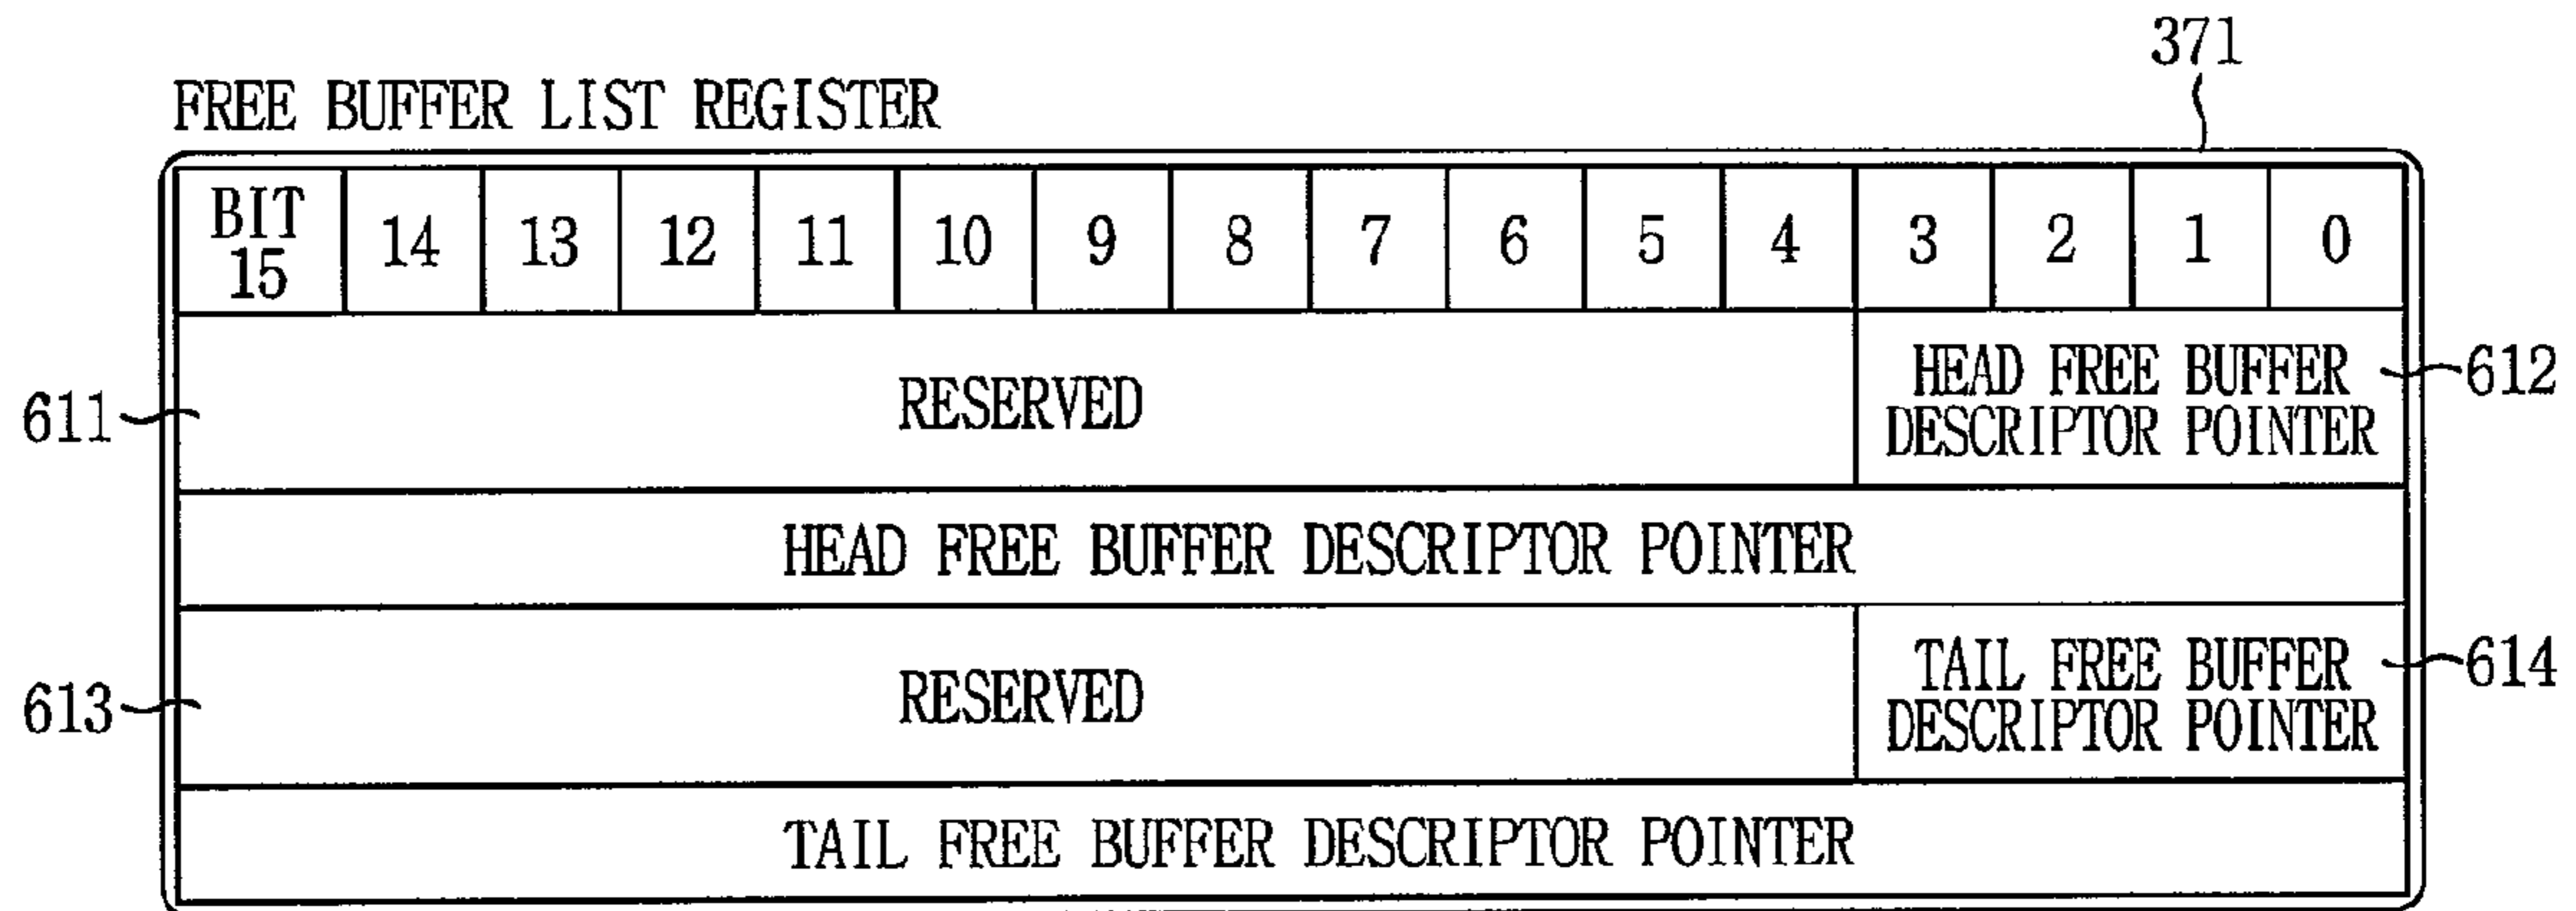 371
FREE BUFFER LIST REGISTER
BIT 15 14 13 12 11 10 9 8 7 6 5 4 3 2 1 0
611 RESERVED HEAD FREE BUFFER DESCRIPTOR POINTER 612
HEAD FREE BUFFER DESCRIPTOR POINTER
613 RESERVED TAIL FREE BUFFER DESCRIPTOR POINTER 614
TAIL FREE BUFFER DESCRIPTOR POINTER